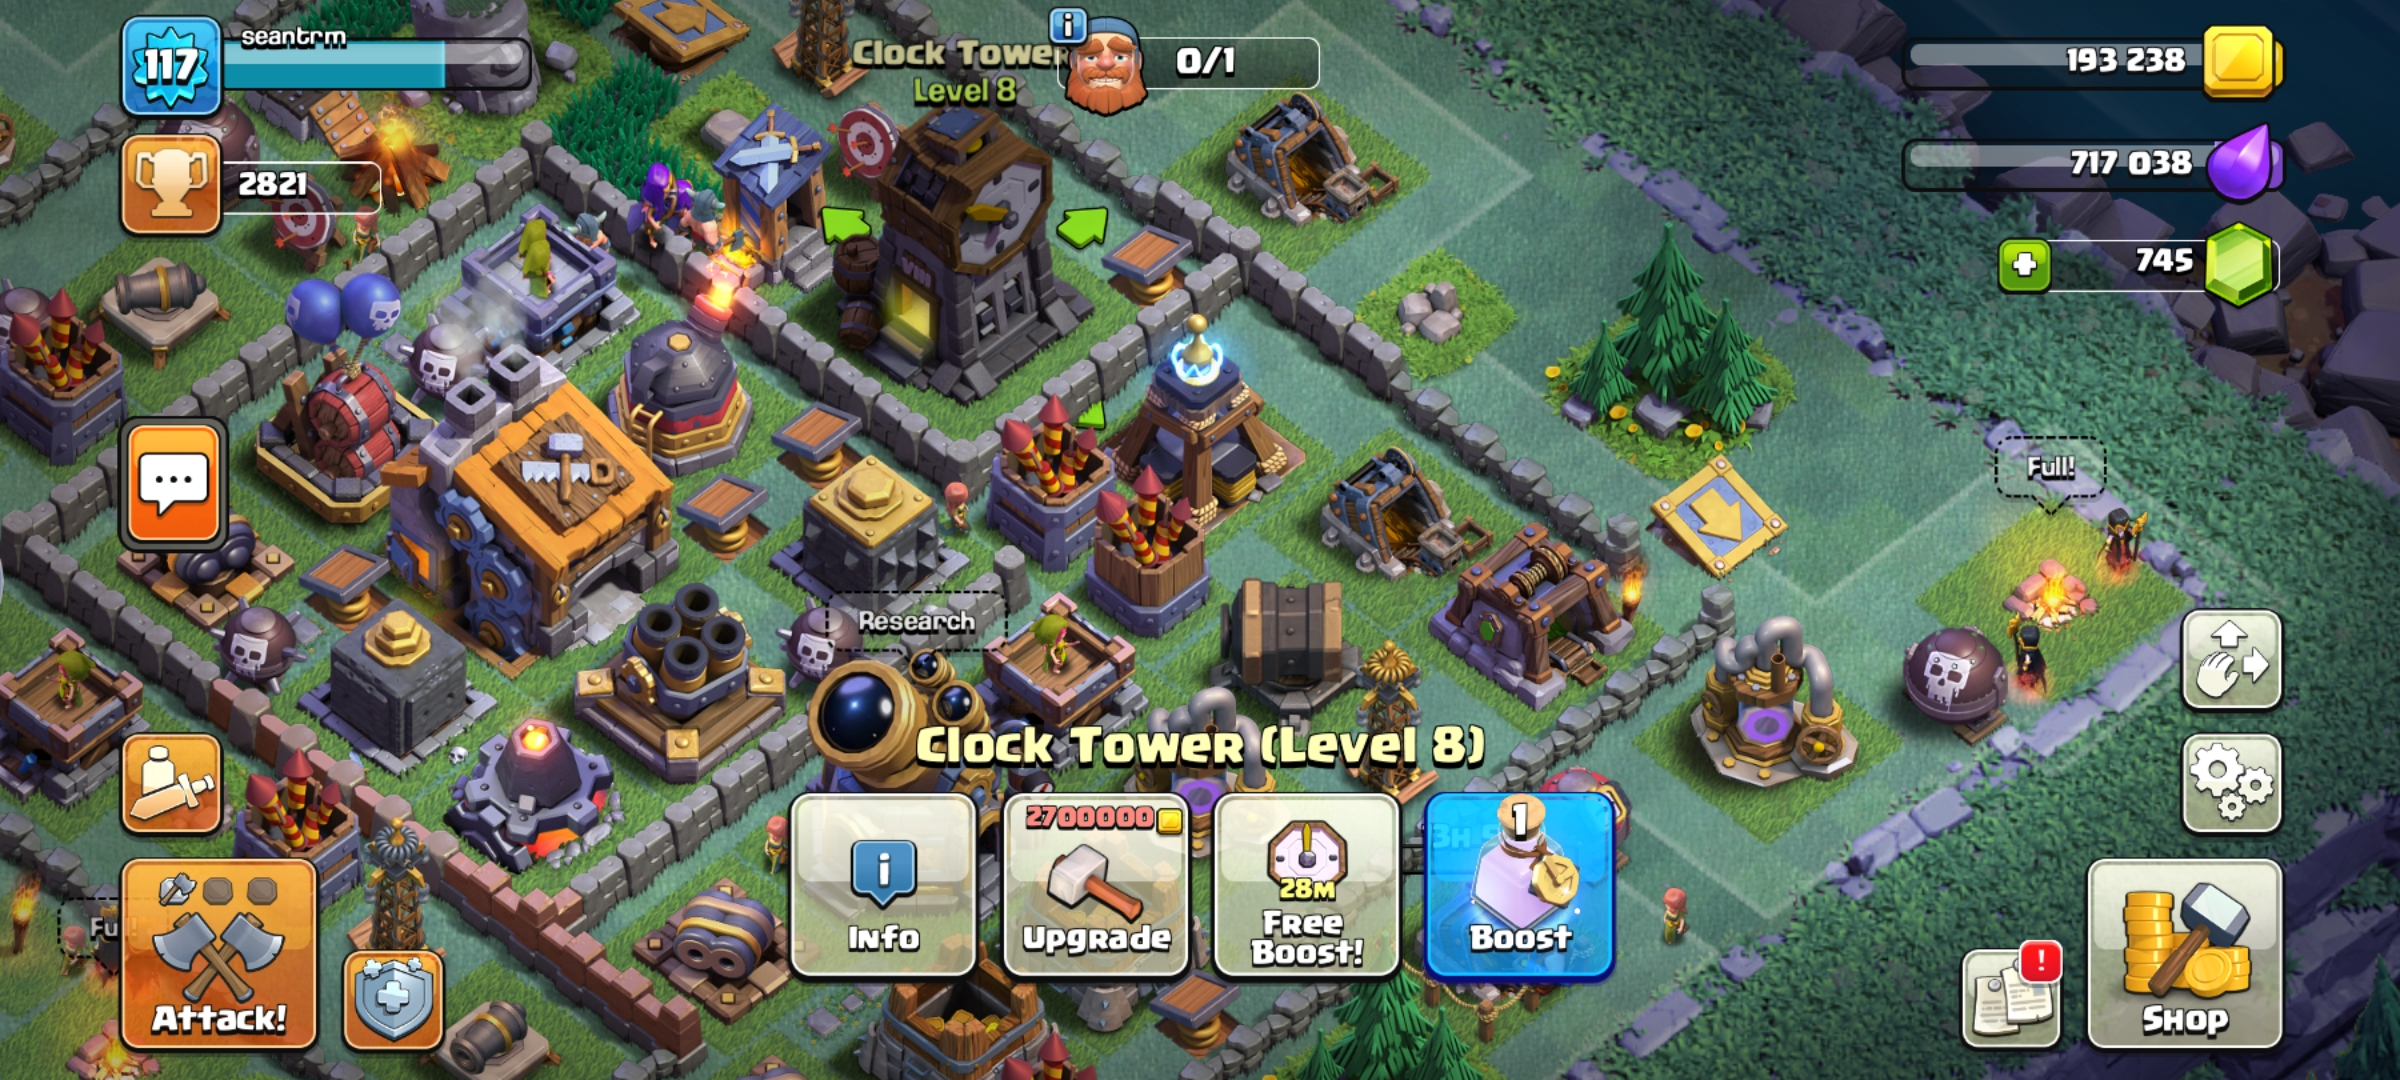 117
seantrm
Clock Tower
Level 8
i
0/1
193 238
2821
717 038
745
VIII
Full!
Research
Clock Tower (Level 8)
i
Info
2700000
Upgrade
28M
Free
Boost!
1
Boost
Attack!
!
Shop